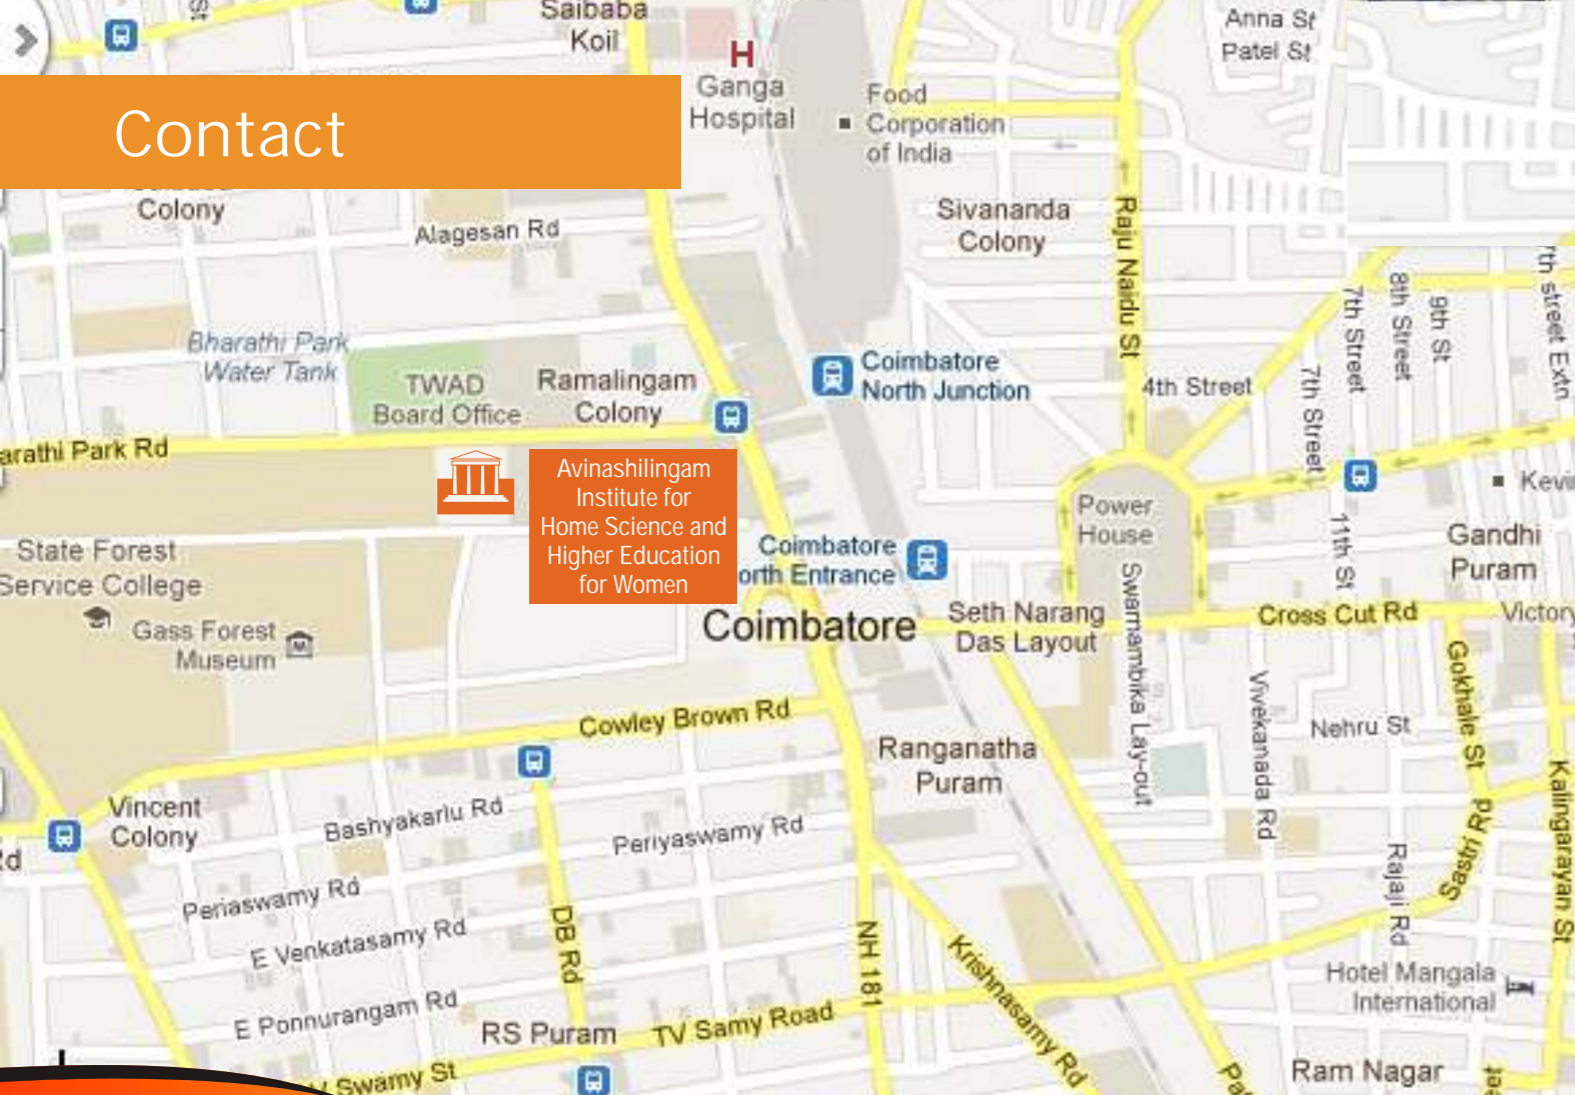 Saibaba
Koil
Anna St
Patel St
H
Ganga
Hospital
Food
Corporation
of India
Contact
Colony
Alagesan Rd
Sivananda
Colony
Raju Naidu St
7th Street
8th Street
9th St
7th street Extn
Bharathi Park
Water Tank
TWAD
Board Office
Ramalingam
Colony
Coimbatore
North Junction
4th Street
7th Street
arathi Park Rd
Avinashilingam
Institute for
Home Science and
Higher Education
for Women
Power
House
11th St
Gandhi
Puram
State Forest
Service College
Coimbatore
orth Entrance
Gass Forest
Museum
Coimbatore
Seth Narang
Das Layout
Swarnambika Lay-out
Cross Cut Rd
Victory
Gokhale St
Vivekanada Rd
Nehru St
Cowley Brown Rd
Ranganatha
Puram
Kalingarayan St
Vincent
Colony
Bashyakarlu Rd
Periyaswamy Rd
Sastri Rd
Rajaji Rd
Periaswamy Rd
E Venkatasamy Rd
DB Rd
NH 181
Krishnasamy Rd
Hotel Mangala
International
E Ponnurangam Rd
RS Puram
TV Samy Road
Swamy St
Ram Nagar